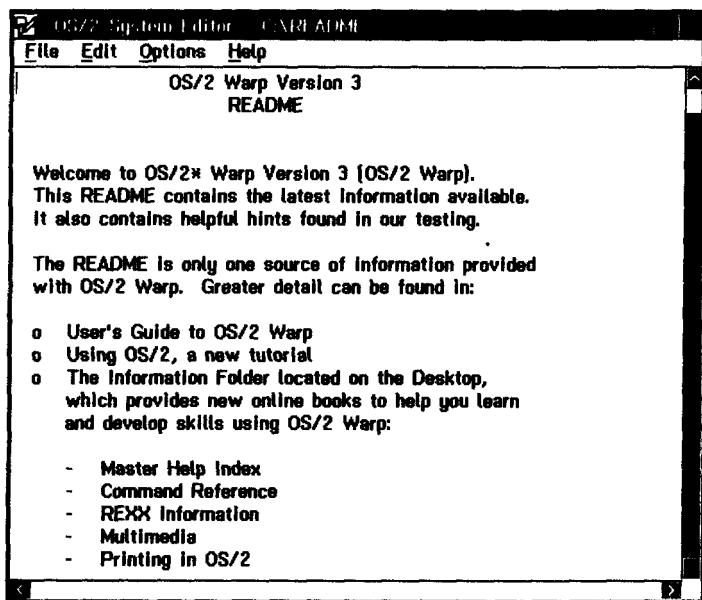 OS/2 System Editor - C:\README
File Edit Options Help
OS/2 Warp Version 3
README
Welcome to OS/2* Warp Version 3 (OS/2 Warp).
This README contains the latest information available.
It also contains helpful hints found in our testing.
The README is only one source of information provided
with OS/2 Warp. Greater detail can be found in:
o User's Guide to OS/2 Warp
o Using OS/2, a new tutorial
o The Information Folder located on the Desktop,
which provides new online books to help you learn
and develop skills using OS/2 Warp:
- Master Help Index
- Command Reference
- REXX Information
- Multimedia
- Printing in OS/2